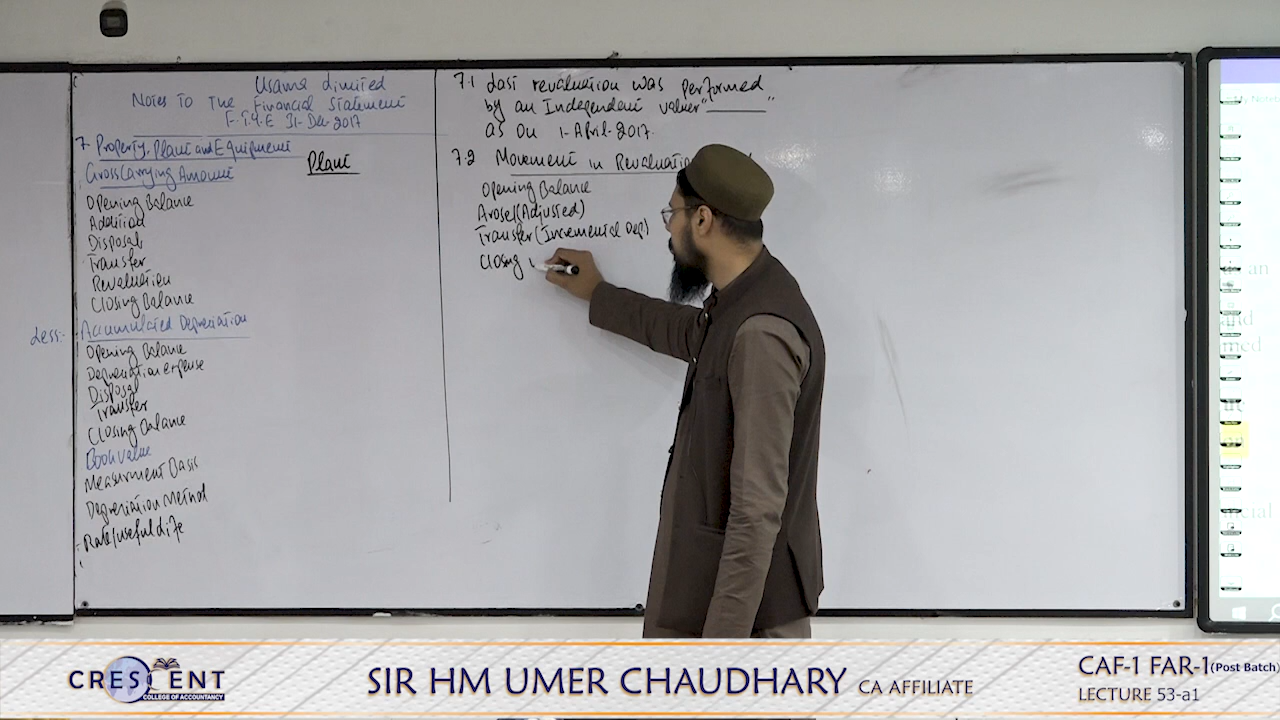 Usama Limited
Notes To The Financial Statement
F.T.Y.E 31-Dec-2017
7- Property, Plant and Equipment
Gross Carrying Amount
Plant
Opening Balance
Addition
Disposal
Transfer
Revaluation
Closing Balance
Less:- Accumulated Depreciation
Opening Balance
Depreciation expense
Disposal
Transfer
Closing Balance
Book value
Measurment Basis
Depreciation Method
Rate/useful life
7.1 Last revaluation was performed
by an Independent valuer "______"
as on 1-April-2017.
7.2 Movement in Revaluation
Opening Balance
Arose/(Adjusted)
Transfer (Incremental Dep)
Closing
CRESCENT
COLLEGE OF ACCOUNTANCY
SIR HM UMER CHAUDHARY CA AFFILIATE
CAF-1 FAR-1 (Post Batch)
LECTURE 53-a1